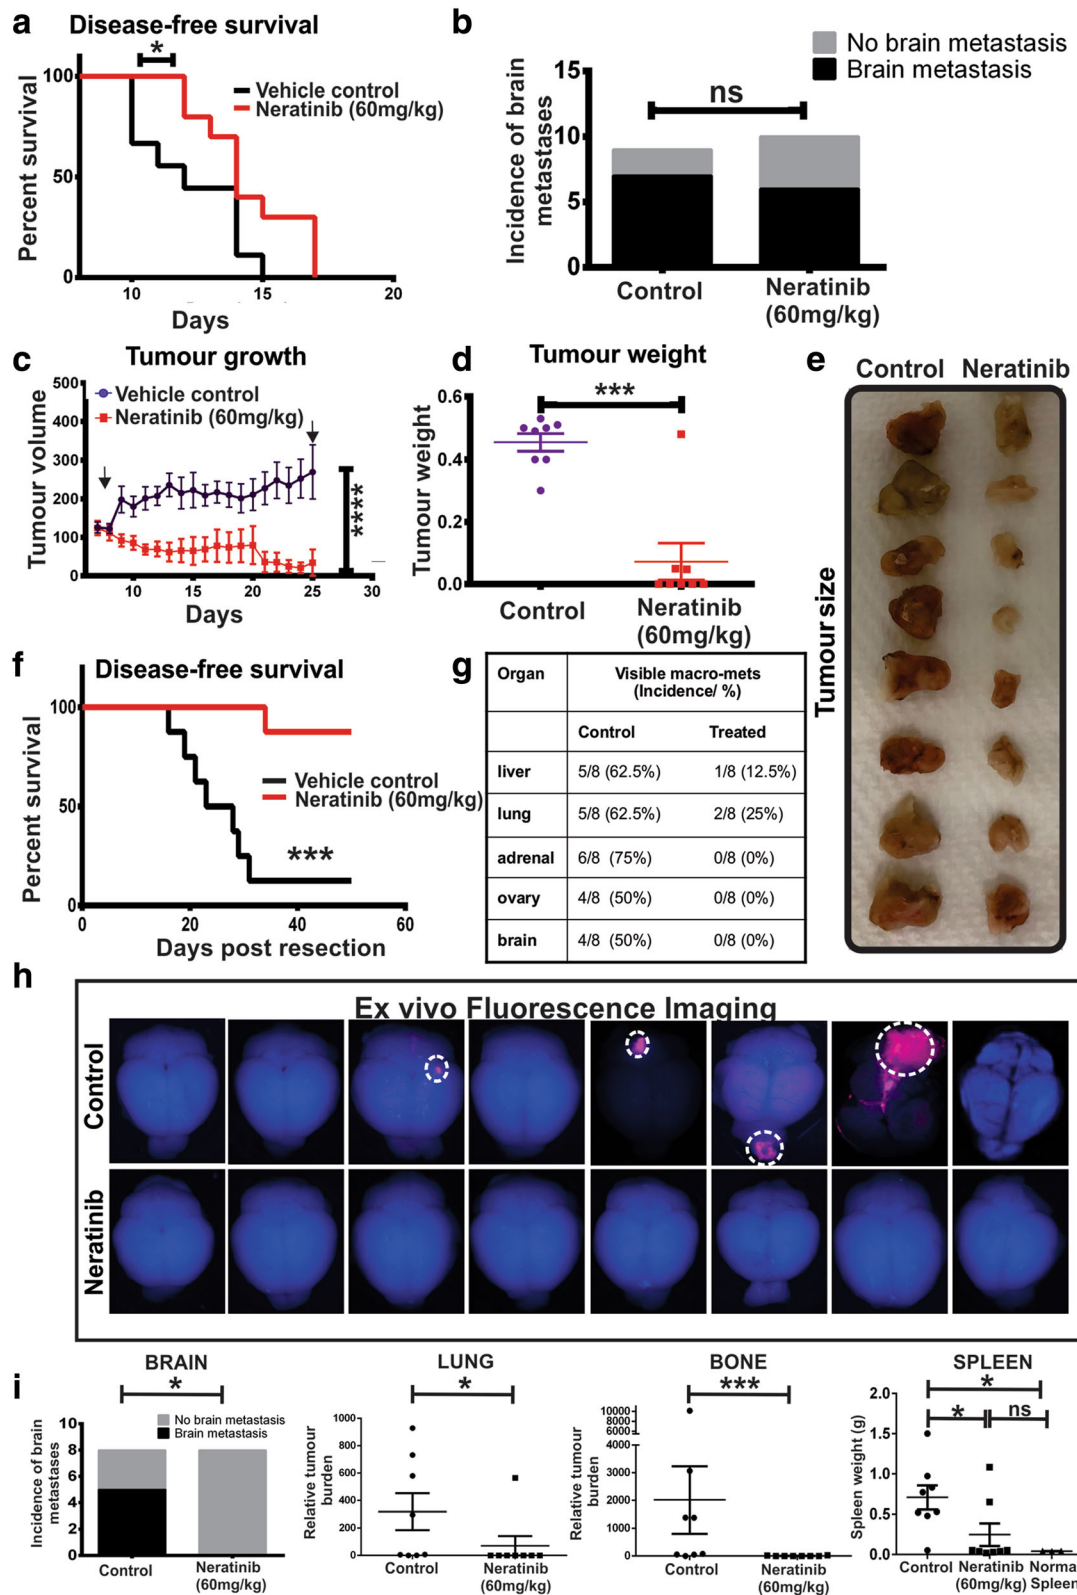 a
Disease-free survival
*
Vehicle control
Neratinib (60mg/kg)
Percent survival
100
50
0
10
15
20
Days
b
No brain metastasis
Brain metastasis
ns
Incidence of brain
metastases
15
10
5
0
Control
Neratinib
(60mg/kg)
c
Tumour growth
Vehicle control
Neratinib (60mg/kg)
Tumour volume
500
400
300
200
100
0
5
10
15
20
25
30
****
Days
d
Tumour weight
***
Tumour weight
0.6
0.4
0.2
0.0
Control
Neratinib
(60mg/kg)
e
Control Neratinib
Tumour size
f
Disease-free survival
Vehicle control
Neratinib (60mg/kg)
***
Percent survival
100
50
0
0
20
40
60
Days post resection
g
Organ Visible macro-mets
(Incidence/ %)
Control Treated
liver 5/8 (62.5%) 1/8 (12.5%)
lung 5/8 (62.5%) 2/8 (25%)
adrenal 6/8 (75%) 0/8 (0%)
ovary 4/8 (50%) 0/8 (0%)
brain 4/8 (50%) 0/8 (0%)
h
Ex vivo Fluorescence Imaging
Control
Neratinib
i
BRAIN
*
No brain metastasis
Brain metastasis
Incidence of brain
metastases
10
8
6
4
2
0
Control
Neratinib
(60mg/kg)
LUNG
*
Relative tumour
burden
1000
800
600
400
200
0
Control
Neratinib
(60mg/kg)
BONE
***
Relative tumour
burden
10000
8000
6000
4000
3000
2000
1000
0
Control
Neratinib
(60mg/kg)
SPLEEN
*
*
ns
Spleen weight (g)
2.0
1.5
1.0
0.5
0.0
Control
Neratinib
(60mg/kg)
Normal
Spleen